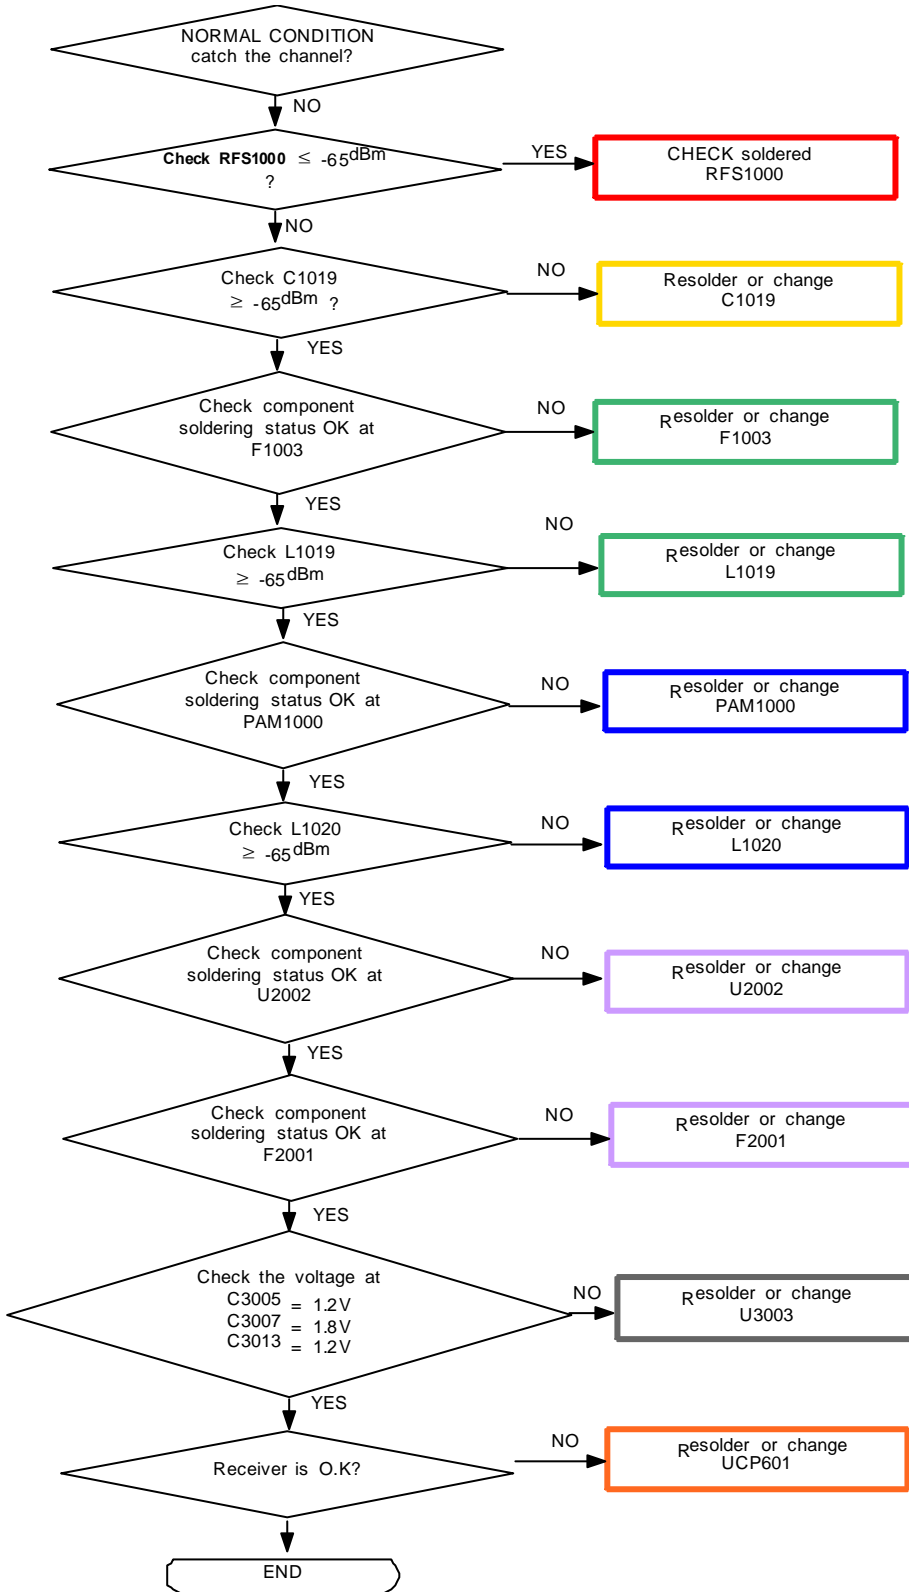 NORMAL CONDITION
catch the channel?
NO
Check RFS1000 ≤ -65dBm
?
YES
CHECK soldered
RFS1000
NO
Check C1019
≥ -65dBm ?
NO
Resolder or change
C1019
YES
Check component
soldering status OK at
F1003
NO
Resolder or change
F1003
YES
Check L1019
≥ -65dBm
NO
Resolder or change
L1019
YES
Check component
soldering status OK at
PAM1000
NO
Resolder or change
PAM1000
YES
Check L1020
≥ -65dBm
NO
Resolder or change
L1020
YES
Check component
soldering status OK at
U2002
NO
Resolder or change
U2002
YES
Check component
soldering status OK at
F2001
NO
Resolder or change
F2001
YES
Check the voltage at
C3005 = 1.2V
C3007 = 1.8V
C3013 = 1.2V
NO
Resolder or change
U3003
YES
Receiver is O.K?
NO
Resolder or change
UCP601
END